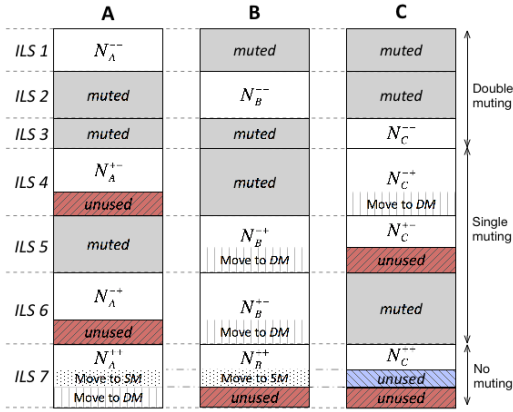 A B C
ILS 1 N_A^{--} muted muted
ILS 2 muted N_B^{--} muted
Double
muting
ILS 3 muted muted N_C^{--}
ILS 4 N_A^{+-} muted N_C^{-+}
unused Move to DM
Single
muting
ILS 5 muted N_B^{-+} N_C^{+-}
Move to DM unused
ILS 6 N_A^{-+} N_B^{+-} muted
unused Move to DM
ILS 7 N_A^{++} N_B^{++} N_C^{++}
Move to SM Move to SM unused
Move to DM unused unused
No
muting